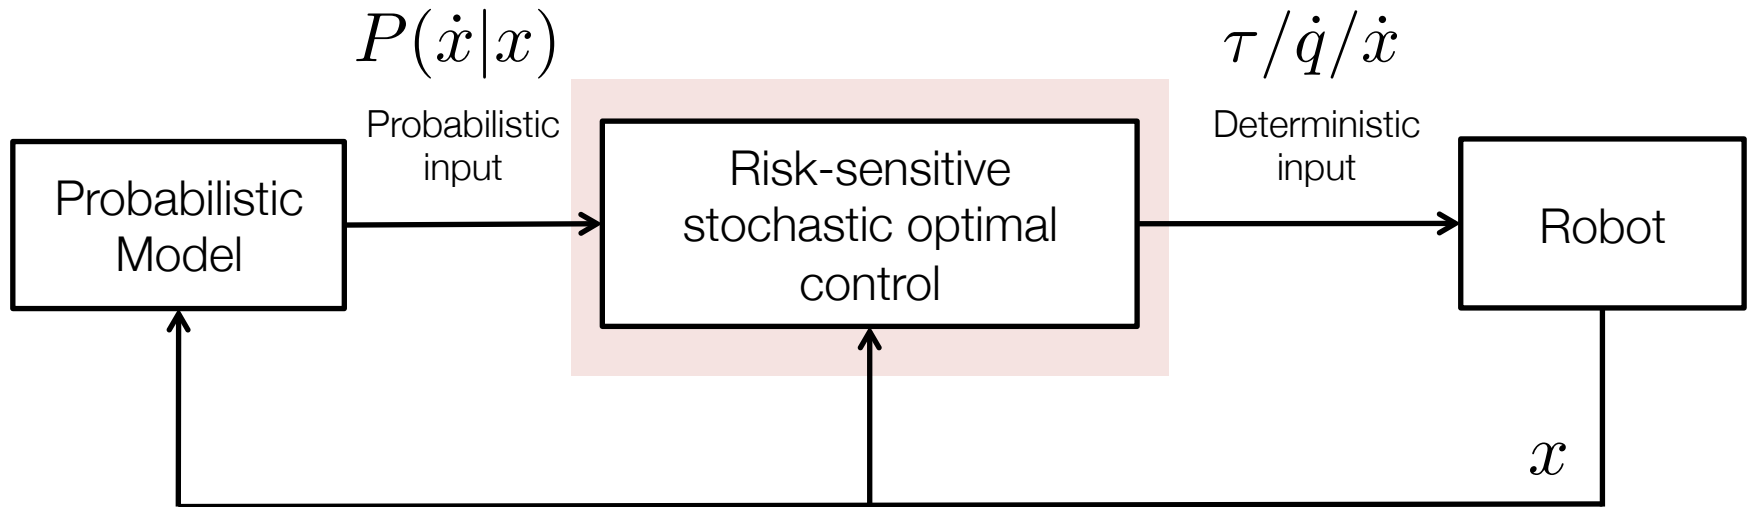 P(ẋ|x)
τ/q̇/ẋ
Probabilistic
input
Deterministic
input
Probabilistic
Model
Risk-sensitive
stochastic optimal
control
Robot
x